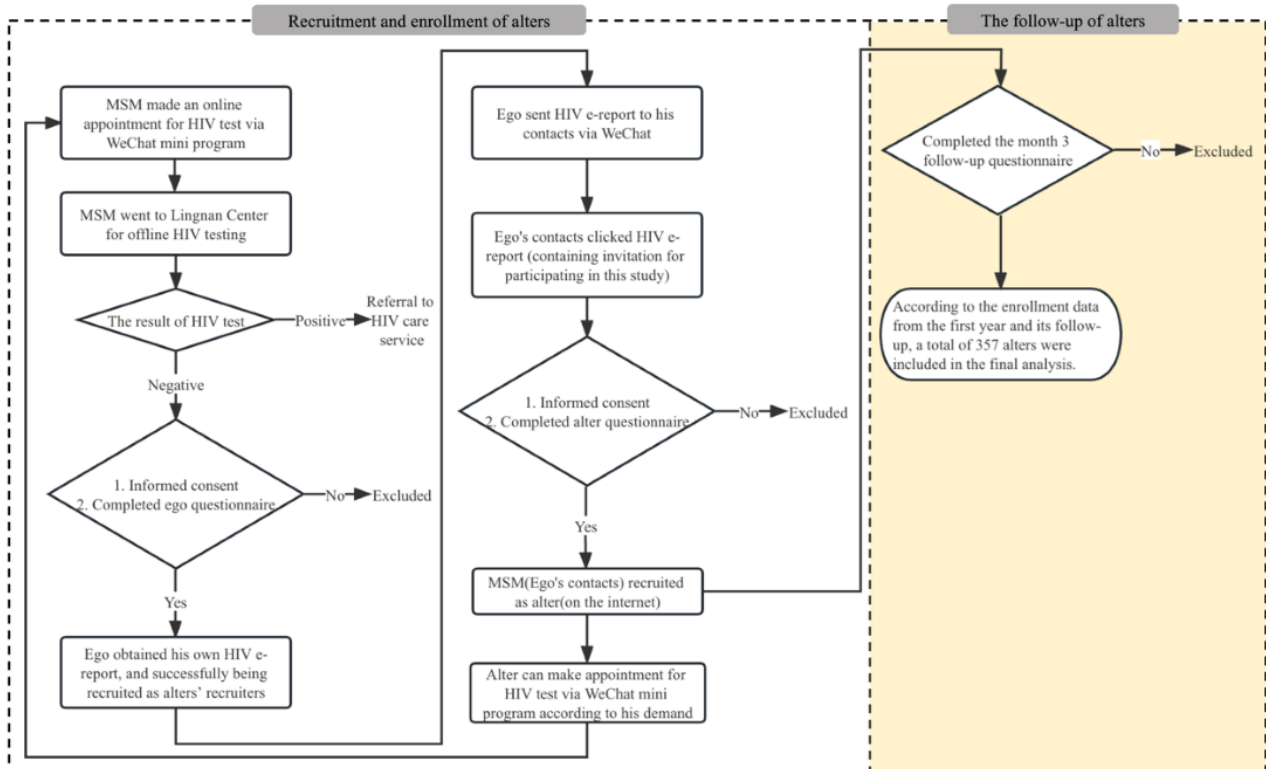 Recruitment and enrollment of alters
MSM made an online
appointment for HIV test via
WeChat mini program
MSM went to Lingnan Center
for offline HIV testing
The result of HIV test
Positive
Referral to
HIV care
service
Negative
1. Informed consent
2. Completed ego questionnaire
No
Excluded
Yes
Ego obtained his own HIV e-
report, and successfully being
recruited as alters’ recruiters
Ego sent HIV e-report to his
contacts via WeChat
Ego's contacts clicked HIV e-
report (containing invitation for
participating in this study)
1. Informed consent
2. Completed alter questionnaire
No
Excluded
Yes
MSM(Ego's contacts) recruited
as alter(on the internet)
Alter can make appointment for
HIV test via WeChat mini
program according to his demand
The follow-up of alters
Completed the month 3
follow-up questionnaire
No
Excluded
According to the enrollment data
from the first year and its follow-
up, a total of 357 alters were
included in the final analysis.